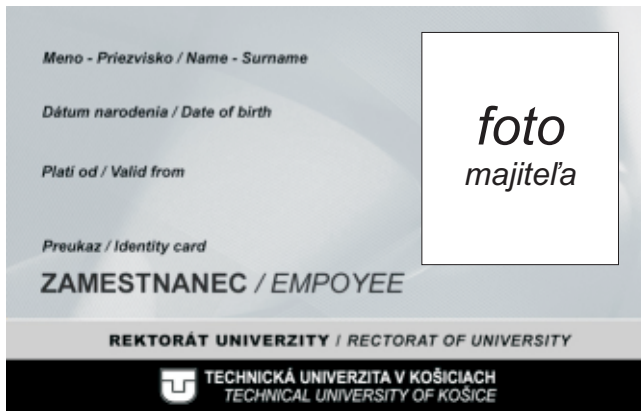 Meno - Priezvisko / Name - Surname
Dátum narodenia / Date of birth
Platí od / Valid from
foto
majiteľa
Preukaz / Identity card
ZAMESTNANEC / EMPOYEE
REKTORÁT UNIVERZITY / RECTORAT OF UNIVERSITY
TECHNICKÁ UNIVERZITA V KOŠICIACH
TECHNICAL UNIVERSITY OF KOŠICE